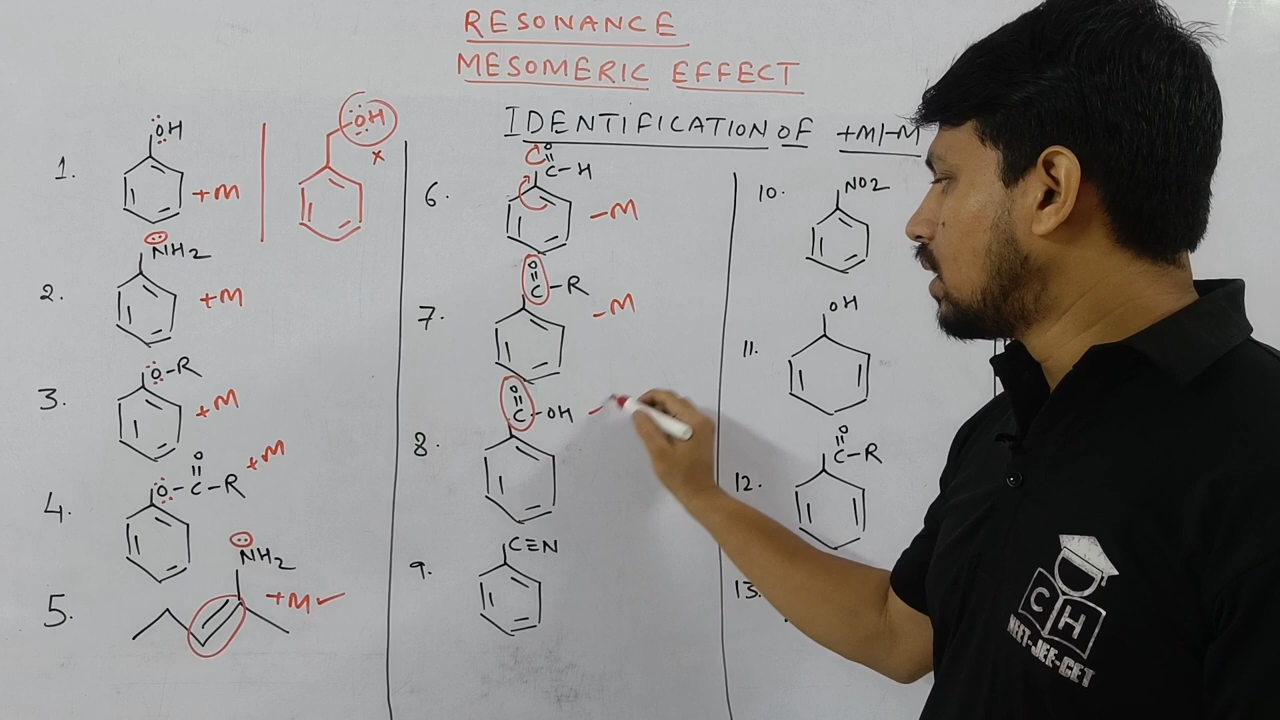 RESONANCE
MESOMERIC EFFECT
IDENTIFICATION OF +M/-M
1.
OH
+M
OH
x
2.
NH2
+M
3.
O-R
+M
4.
O
O-C-R
+M
5.
NH2
+M✓
6.
O
C-H
-M
7.
O
C-R
-M
8.
O
C-OH
-
9.
C≡N
10.
NO2
11.
OH
12.
O
C-R
13.
CH
NEET-JEE-CET